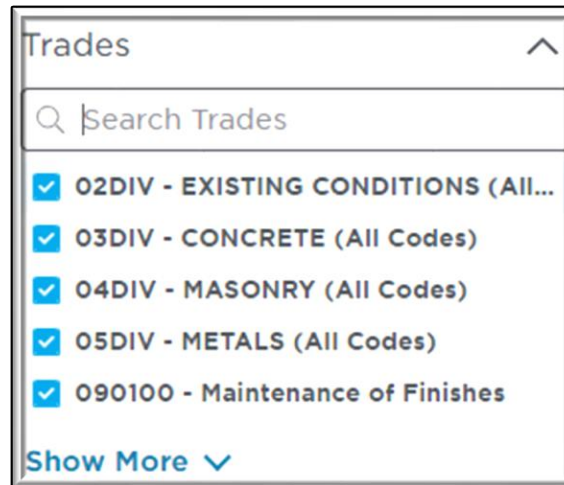 Trades
Search Trades
02DIV - EXISTING CONDITIONS (All...
03DIV - CONCRETE (All Codes)
04DIV - MASONRY (All Codes)
05DIV - METALS (All Codes)
090100 - Maintenance of Finishes
Show More